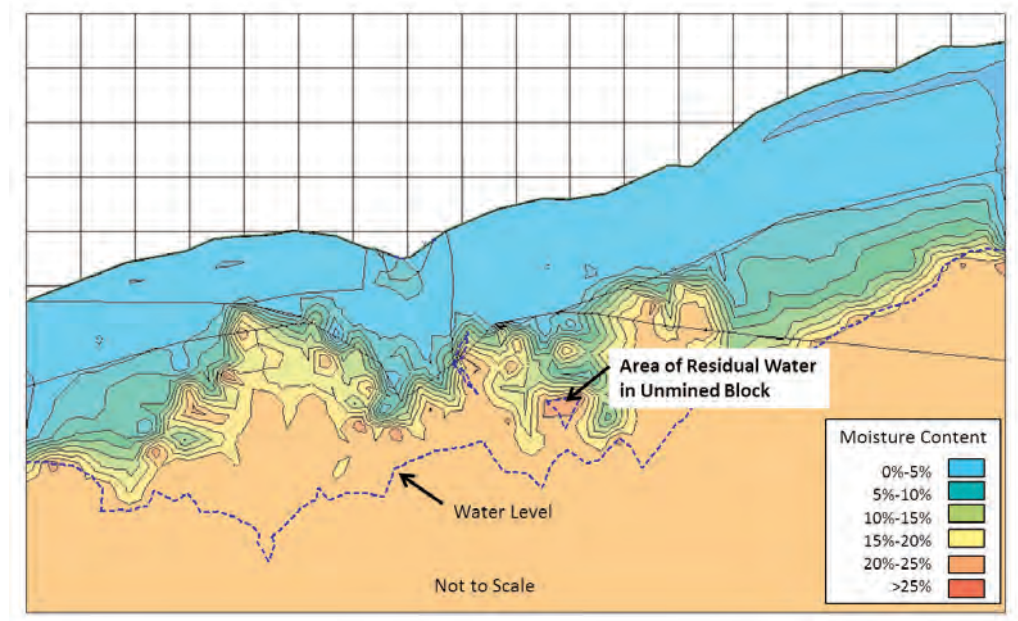 Area of Residual Water
in Unmined Block
Water Level
Not to Scale
Moisture Content
0%-5%
5%-10%
10%-15%
15%-20%
20%-25%
>25%